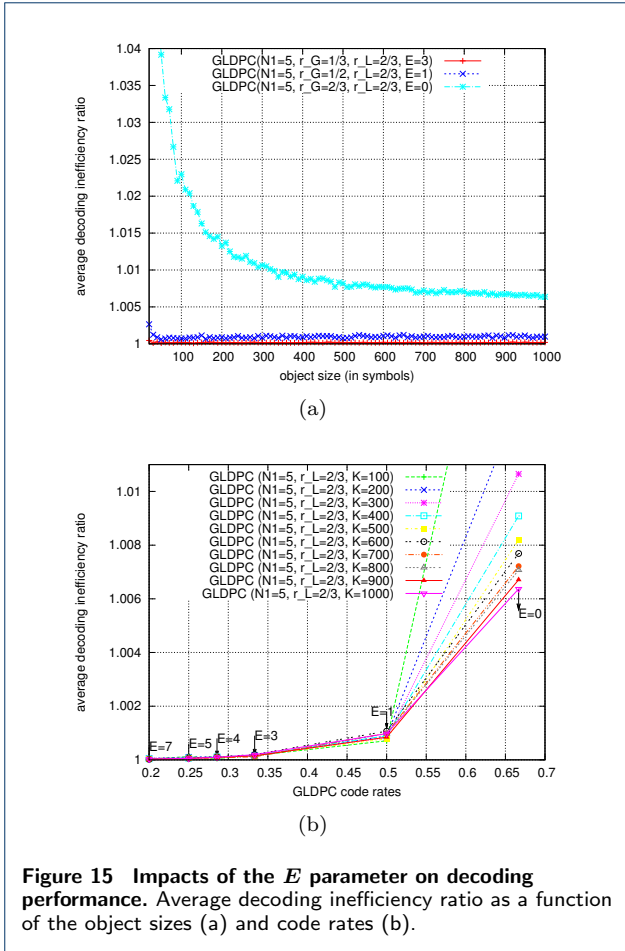 1.04
1.035
1.03
1.025
1.02
1.015
1.01
1.005
1
average decoding inefficiency ratio
GLDPC(N1=5, r_G=1/3, r_L=2/3, E=3)
GLDPC(N1=5, r_G=1/2, r_L=2/3, E=1)
GLDPC(N1=5, r_G=2/3, r_L=2/3, E=0)
100 200 300 400 500 600 700 800 900 1000
object size (in symbols)
(a)
1.01
1.008
1.006
1.004
1.002
1
average decoding inefficiency ratio
GLDPC (N1=5, r_L=2/3, K=100)
GLDPC (N1=5, r_L=2/3, K=200)
GLDPC (N1=5, r_L=2/3, K=300)
GLDPC (N1=5, r_L=2/3, K=400)
GLDPC (N1=5, r_L=2/3, K=500)
GLDPC (N1=5, r_L=2/3, K=600)
GLDPC (N1=5, r_L=2/3, K=700)
GLDPC (N1=5, r_L=2/3, K=800)
GLDPC (N1=5, r_L=2/3, K=900)
GLDPC (N1=5, r_L=2/3, K=1000)
E=7
E=5
E=4
E=3
E=1
E=0
0.2 0.25 0.3 0.35 0.4 0.45 0.5 0.55 0.6 0.65 0.7
GLDPC code rates
(b)
Figure 15 Impacts of the E parameter on decoding
performance. Average decoding inefficiency ratio as a function
of the object sizes (a) and code rates (b).